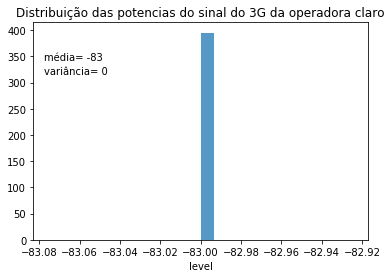 Distribuição das potencias do sinal do 3G da operadora claro
400
350
300
250
200
150
100
50
0
média= -83
variância= 0
−83.08 −83.06 −83.04 −83.02 −83.00 −82.98 −82.96 −82.94 −82.92
level